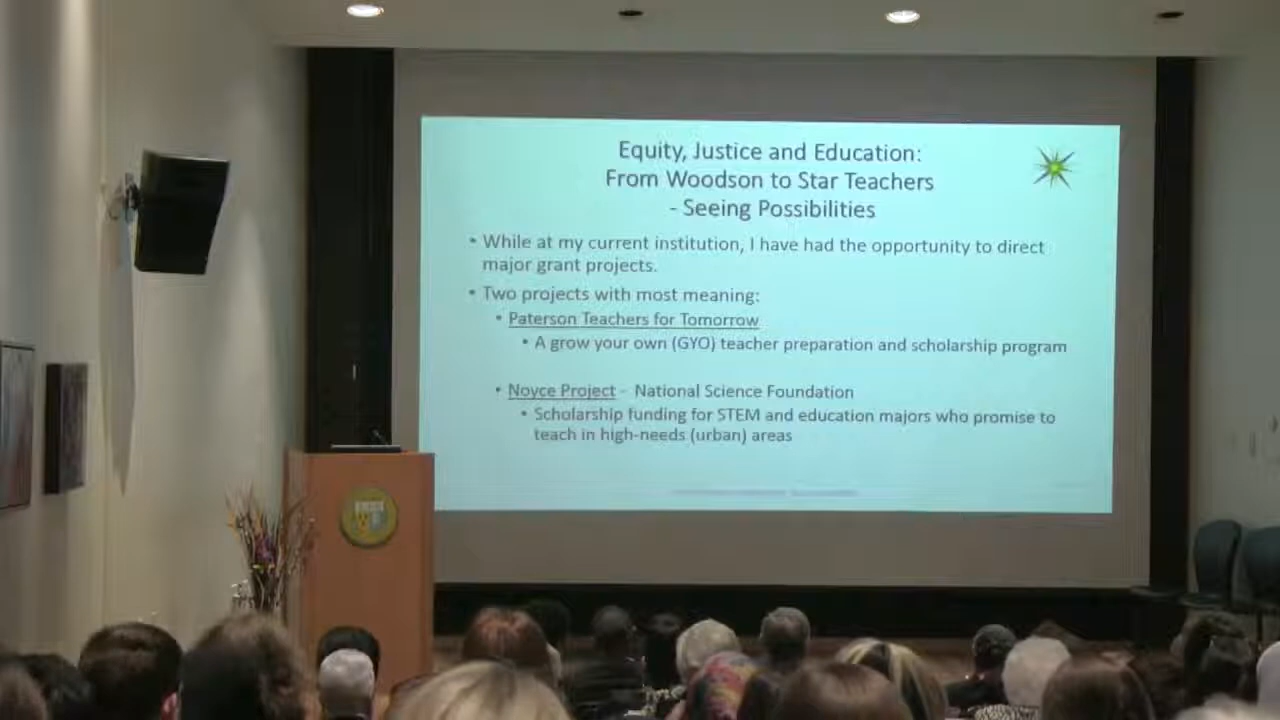 Equity, Justice and Education:
From Woodson to Star Teachers
- Seeing Possibilities
• While at my current institution, I have had the opportunity to direct
major grant projects.
• Two projects with most meaning:
• Paterson Teachers for Tomorrow
• A grow your own (GYO) teacher preparation and scholarship program
• Noyce Project - National Science Foundation
• Scholarship funding for STEM and education majors who promise to
teach in high-needs (urban) areas